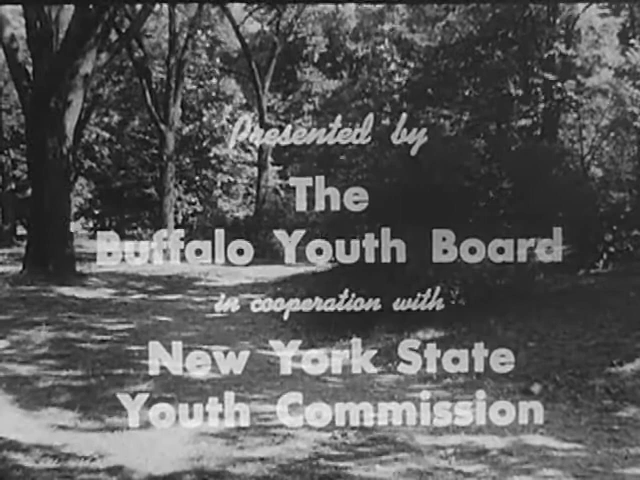 Presented by
The
Buffalo Youth Board
in cooperation with
New York State
Youth Commission